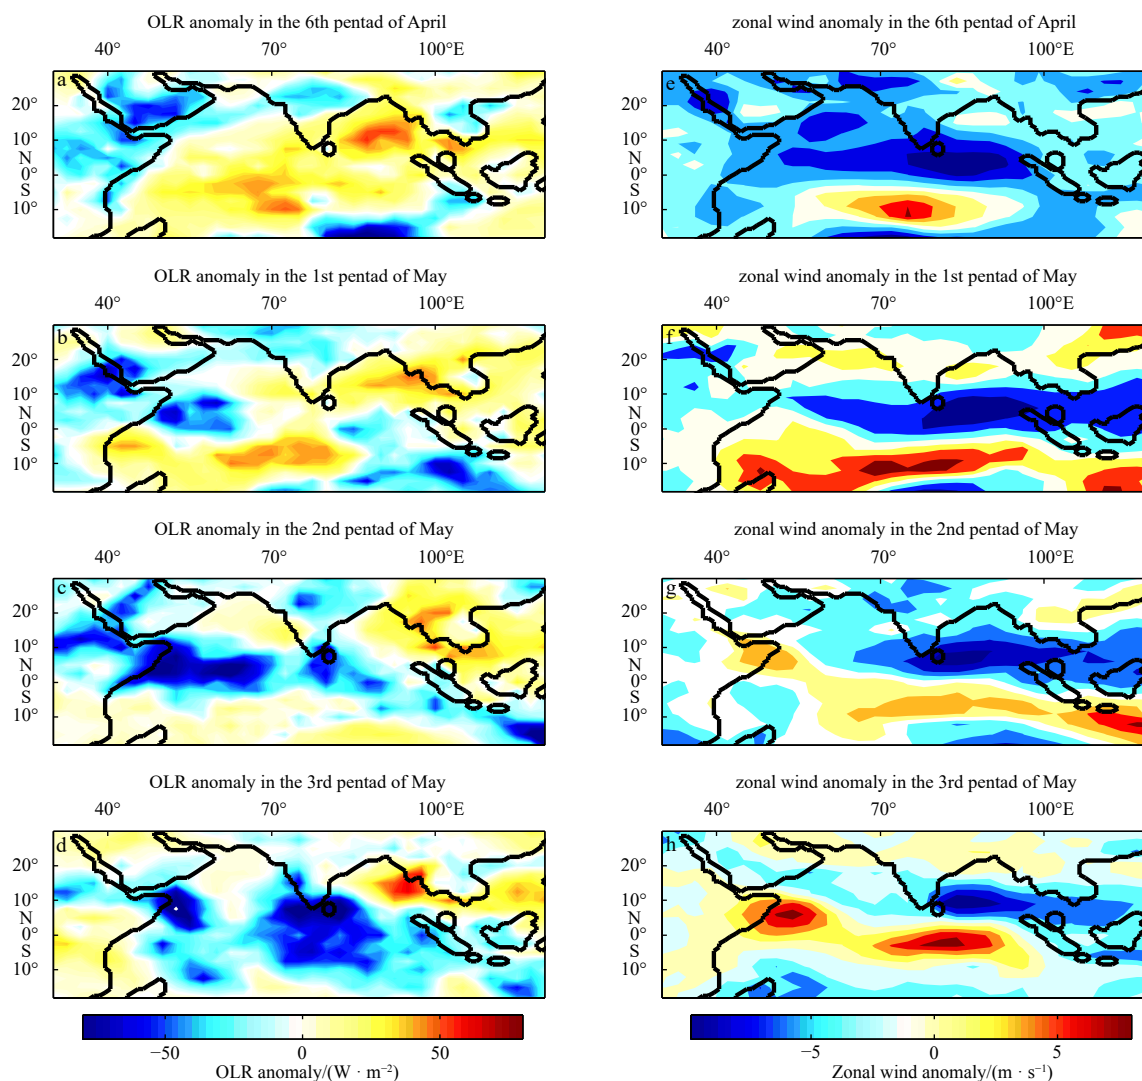 OLR anomaly in the 6th pentad of April
40° 70° 100°E
a
20°
10°
N
0°
S
10°
zonal wind anomaly in the 6th pentad of April
40° 70° 100°E
e
20°
10°
N
0°
S
10°
OLR anomaly in the 1st pentad of May
40° 70° 100°E
b
20°
10°
N
0°
S
10°
zonal wind anomaly in the 1st pentad of May
40° 70° 100°E
f
20°
10°
N
0°
S
10°
OLR anomaly in the 2nd pentad of May
40° 70° 100°E
c
20°
10°
N
0°
S
10°
zonal wind anomaly in the 2nd pentad of May
40° 70° 100°E
g
20°
10°
N
0°
S
10°
OLR anomaly in the 3rd pentad of May
40° 70° 100°E
d
20°
10°
N
0°
S
10°
zonal wind anomaly in the 3rd pentad of May
40° 70° 100°E
h
20°
10°
N
0°
S
10°
−50 0 50
OLR anomaly/(W · m⁻²)
−5 0 5
Zonal wind anomaly/(m · s⁻¹)